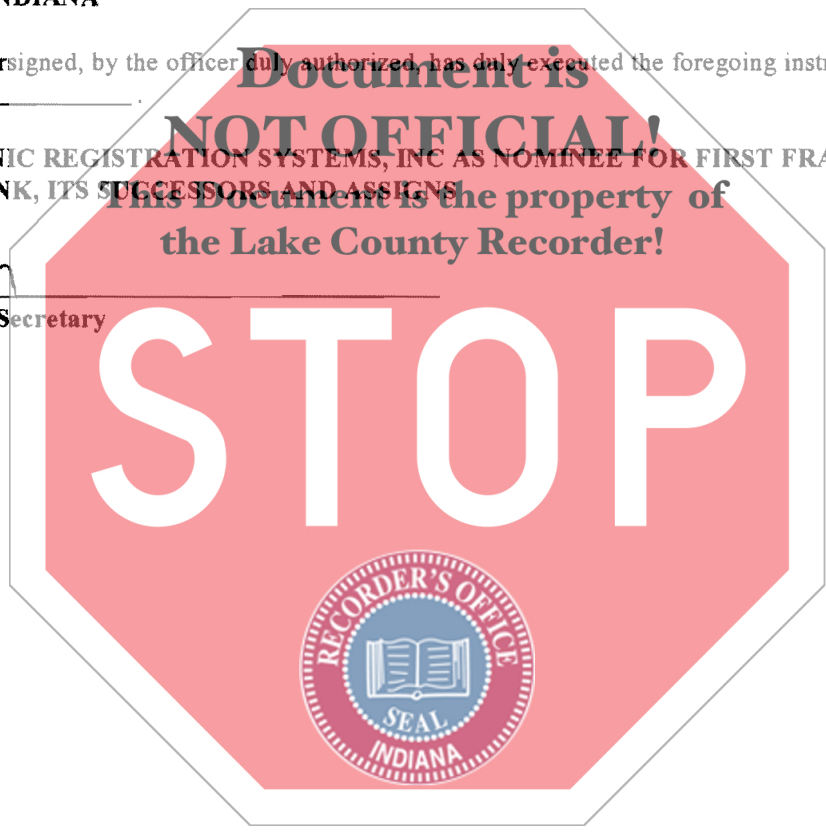 NDIANA
rsigned, by the officer duly authorized, has duly executed the foregoing instr
Document is
NOT OFFICIAL!
NIC REGISTRATION SYSTEMS, INC AS NOMINEE FOR FIRST FRA
NK, ITS SUCCESSORS AND ASSIGNS
This Document is the property of
the Lake County Recorder!
Secretary
STOP
RECORDER'S OFFICE
SEAL
INDIANA